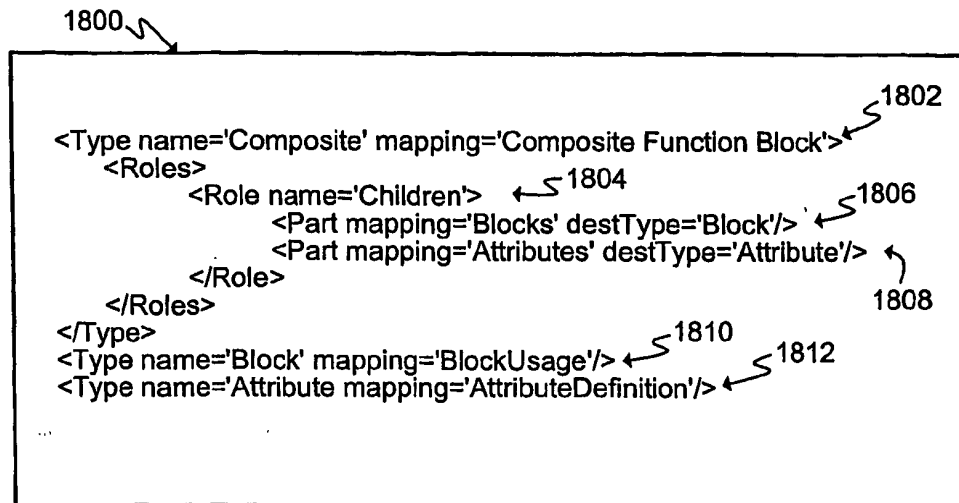 1800
1802
<Type name='Composite' mapping='Composite Function Block'>
<Roles>
<Role name='Children'>
1804
1806
<Part mapping='Blocks' destType='Block'/>
<Part mapping='Attributes' destType='Attribute'/>
</Role>
1808
</Roles>
</Type>
1810
<Type name='Block' mapping='BlockUsage'/>
1812
<Type name='Attribute mapping='AttributeDefinition'/>